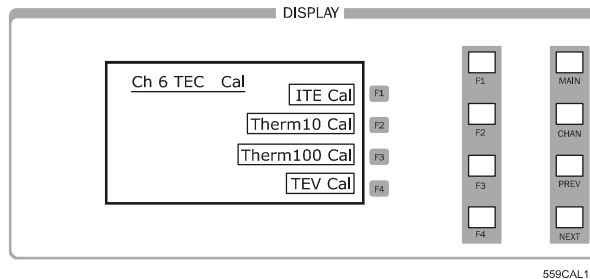 DISPLAY
Ch 6 TEC Cal
ITE Cal F1
Therm10 Cal F2
Therm100 Cal F3
TEV Cal F4
F1 MAIN
F2 CHAN
F3 PREV
F4 NEXT
559CAL1